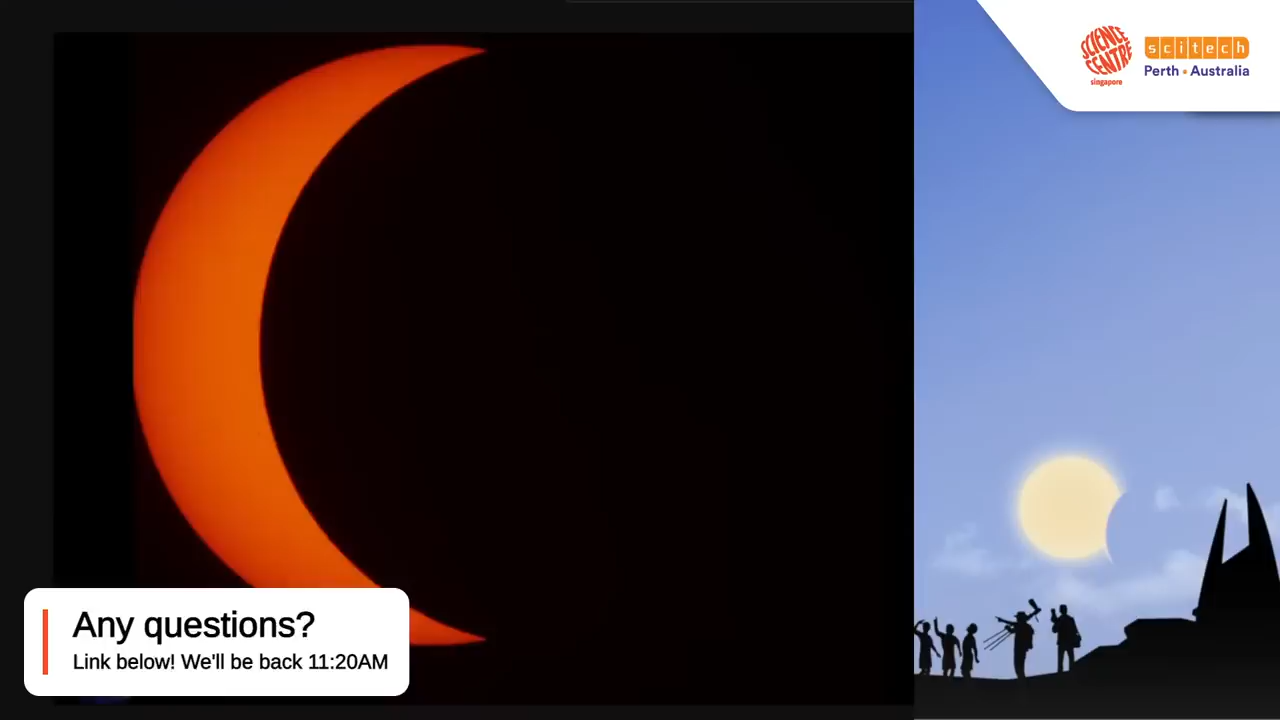 SCIENCE
CENTRE
singapore
scitech
Perth • Australia
Any questions?
Link below! We'll be back 11:20AM